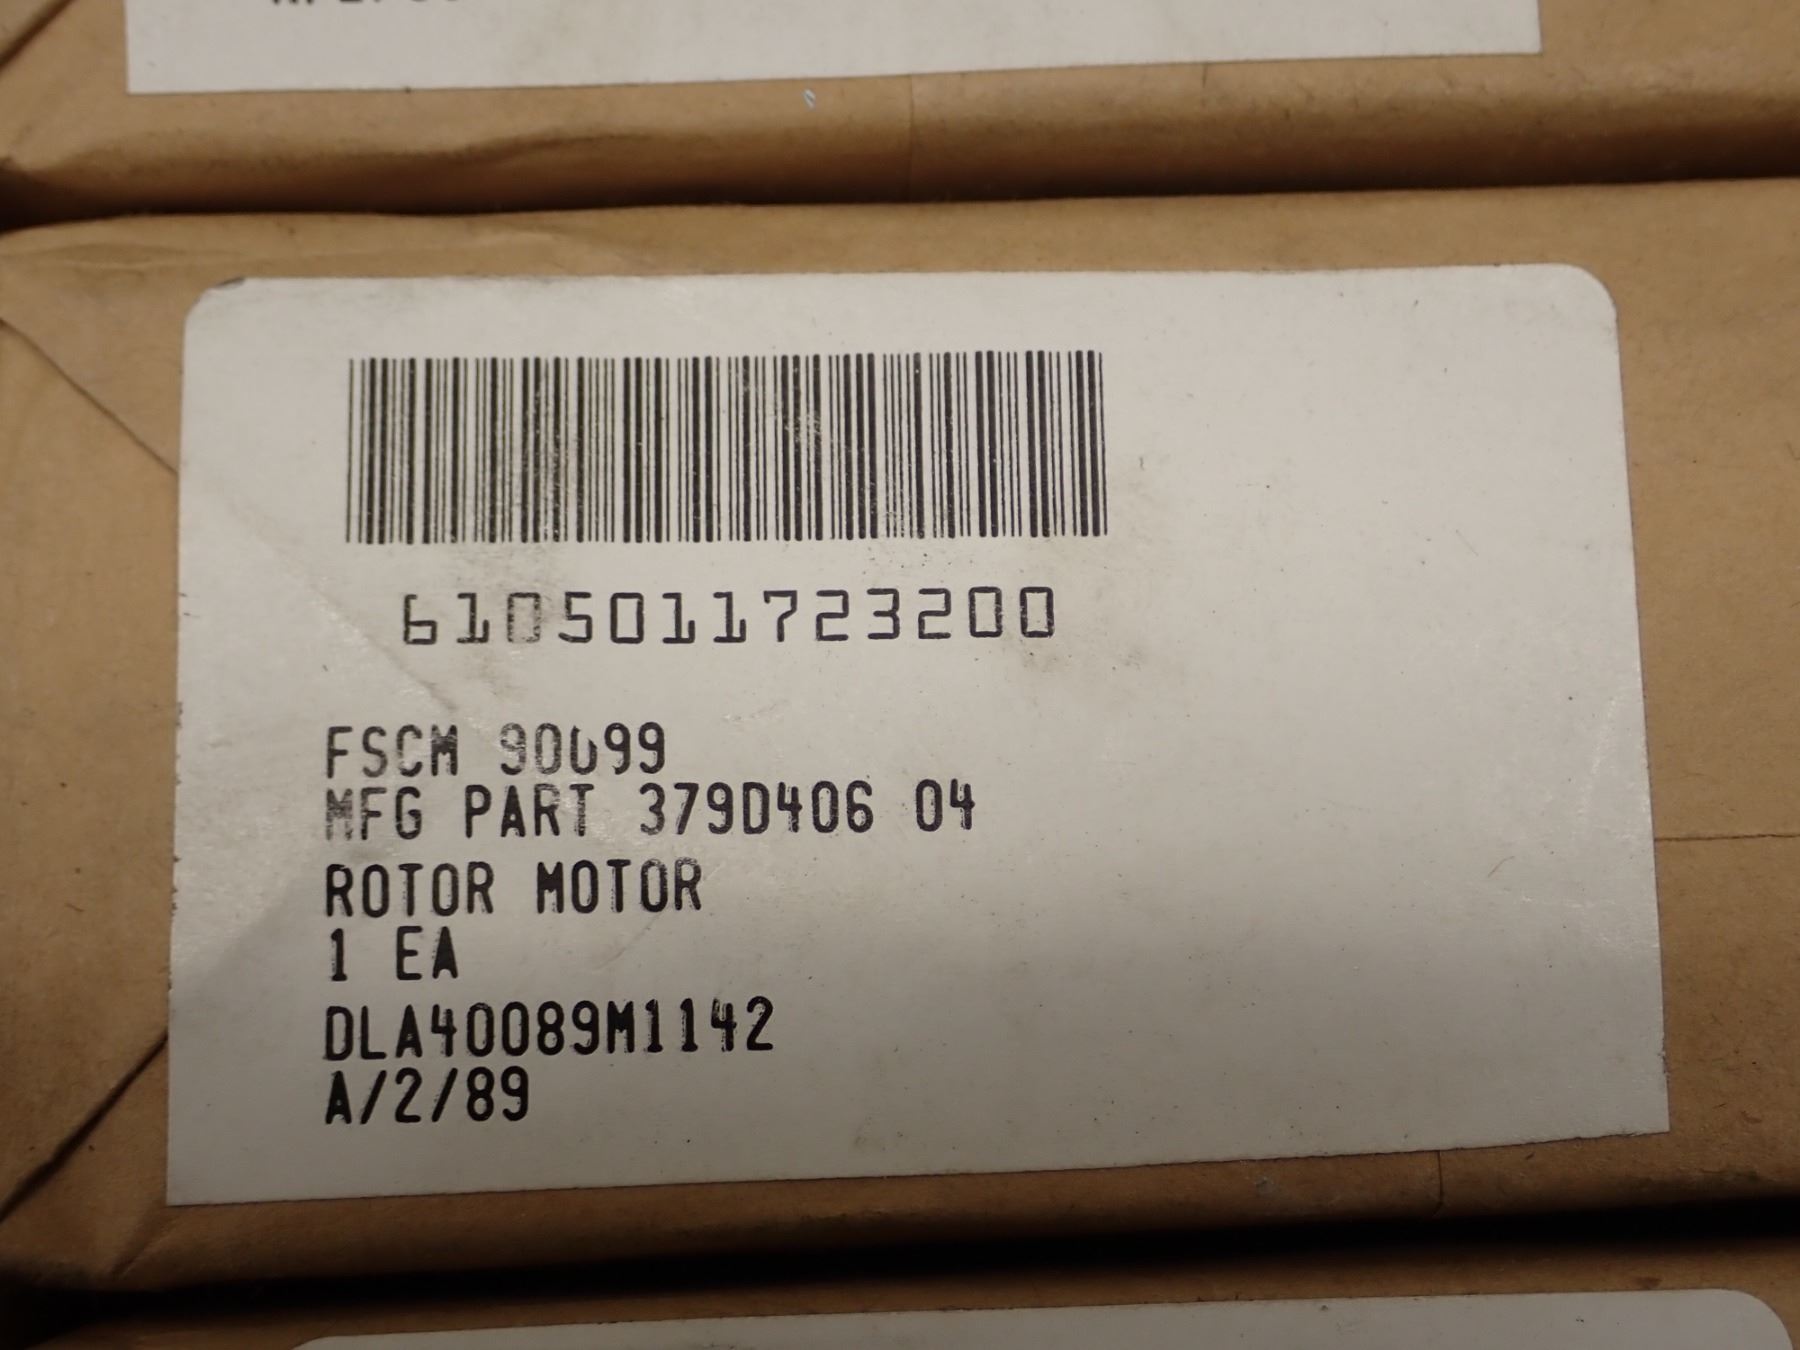 6105011723200
FSCM 90099
MFG PART 379D406 04
ROTOR MOTOR
1 EA
DLA40089M1142
A/2/89